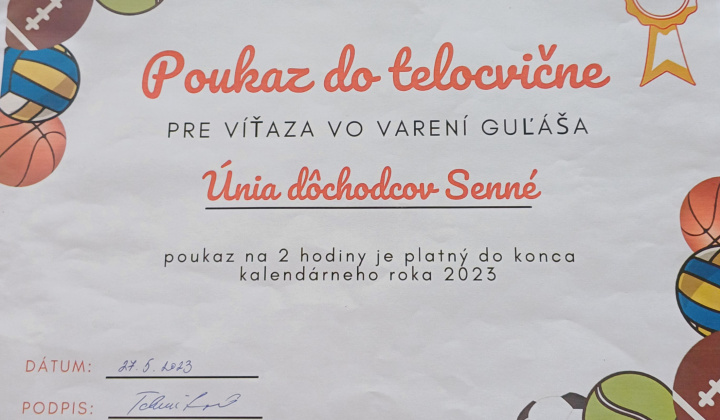 Poukaz do telocvične
PRE VÍŤAZA VO VARENÍ GUĽÁŠA
Únia dôchodcov Senné
poukaz na 2 hodiny je platný do konca
kalendárneho roka 2023
DÁTUM: 27. 5. 2023
PODPIS: